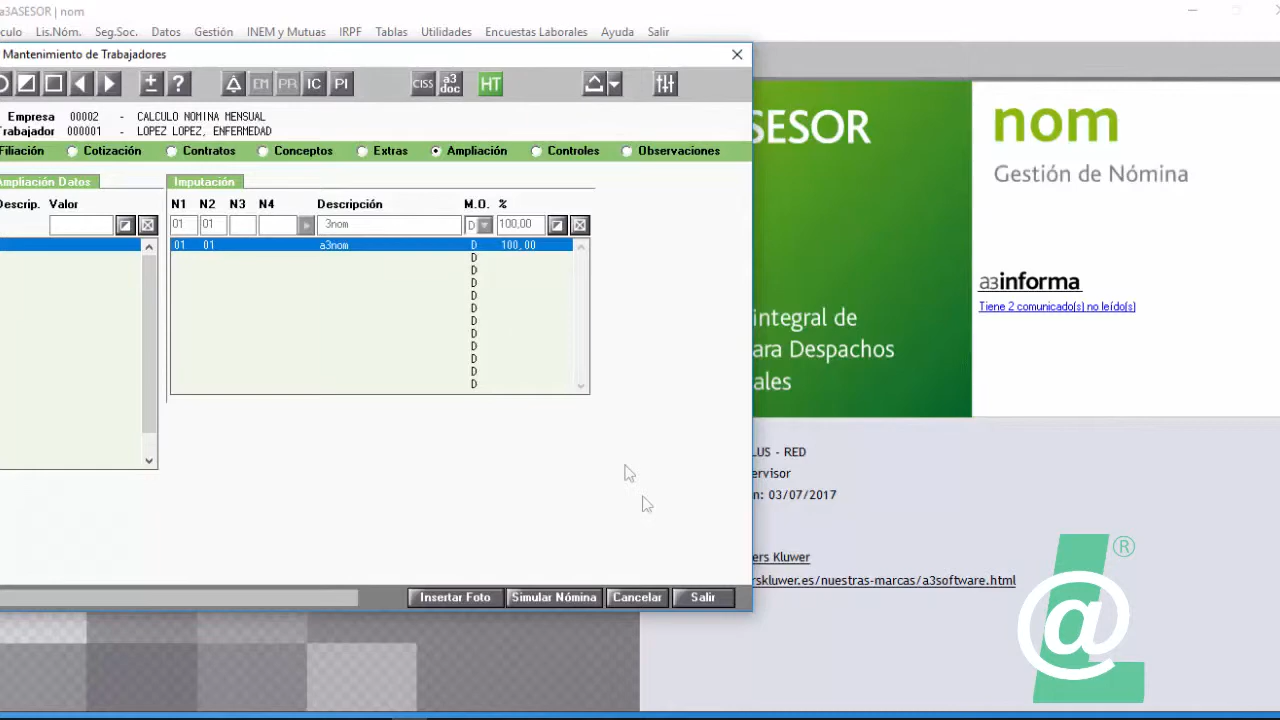 a3ASESOR | nom
culo Lis.Nóm. Seg.Soc. Datos Gestión INEM y Mutuas IRPF Tablas Utilidades Encuestas Laborales Ayuda Salir
Mantenimiento de Trabajadores
± ? EM PR IC PI CISS a3 doc HT
Empresa 00002 - CALCULO NOMINA MENSUAL
Trabajador 000001 - LOPEZ LOPEZ, ENFERMEDAD
Filiación Cotización Contratos Conceptos Extras Ampliación Controles Observaciones
Ampliación Datos Imputación
Descrip. Valor N1 N2 N3 N4 Descripción M.O. %
01 01 3nom D 100,00
01 01 a3nom D 100,00
D
D
D
D
D
D
D
D
D
D
D
Insertar Foto Simular Nómina Cancelar Salir
SESOR
integral de
ara Despachos
ales
nom
Gestión de Nómina
a3informa
Tiene 2 comunicado(s) no leído(s)
LUS - RED
ervisor
n: 03/07/2017
ers Kluwer
rskluwer.es/nuestras-marcas/a3software.html
L@®